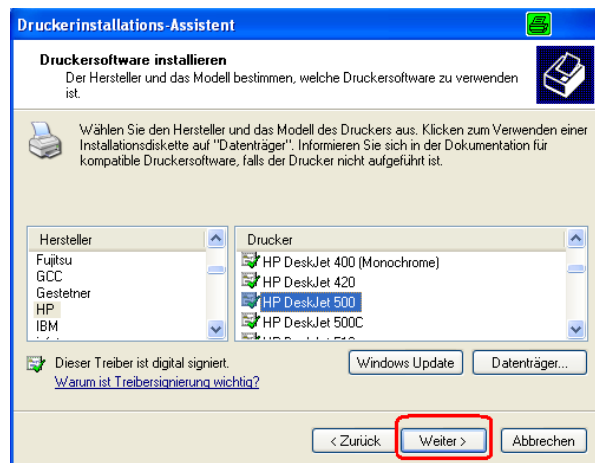 Druckerinstallations-Assistent
Druckersoftware installieren
Der Hersteller und das Modell bestimmen, welche Druckersoftware zu verwenden
ist.
Wählen Sie den Hersteller und das Modell des Druckers aus. Klicken zum Verwenden einer
Installationsdiskette auf "Datenträger". Informieren Sie sich in der Dokumentation für
kompatible Druckersoftware, falls der Drucker nicht aufgeführt ist.
Hersteller
Fujitsu
GCC
Gestetner
HP
IBM
Drucker
HP DeskJet 400 (Monochrome)
HP DeskJet 420
HP DeskJet 500
HP DeskJet 500C
Dieser Treiber ist digital signiert.
Warum ist Treibersignierung wichtig?
Windows Update
Datenträger...
< Zurück
Weiter >
Abbrechen